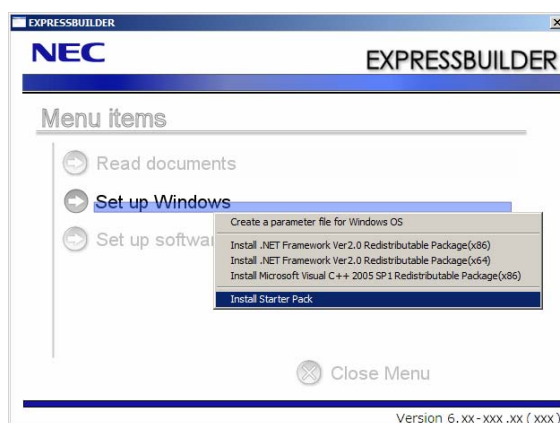 EXPRESSBUILDER
NEC
EXPRESSBUILDER
Menu items
Read documents
Set up Windows
Create a parameter file for Windows OS
Set up softwa
Install .NET Framework Ver2.0 Redistributable Package(x86)
Install .NET Framework Ver2.0 Redistributable Package(x64)
Install Microsoft Visual C++ 2005 SP1 Redistributable Package(x86)
Install Starter Pack
Close Menu
Version 6.xx-xxx.xx (xxx)